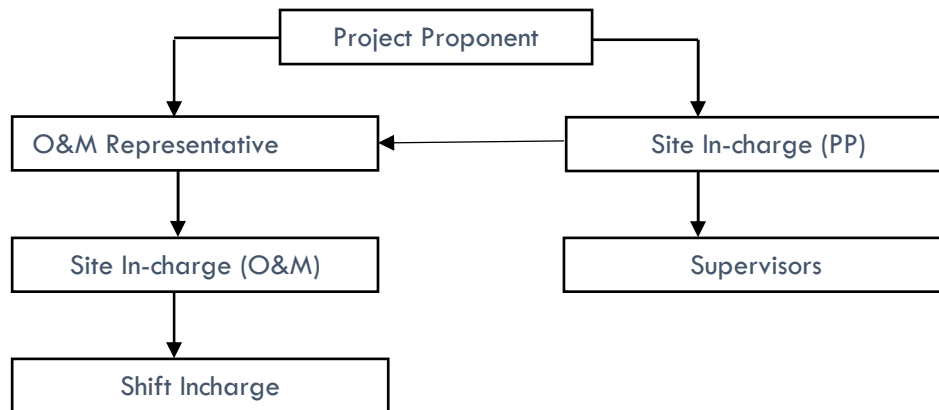 Project Proponent
O&M Representative
Site In-charge (PP)
Site In-charge (O&M)
Supervisors
Shift Incharge